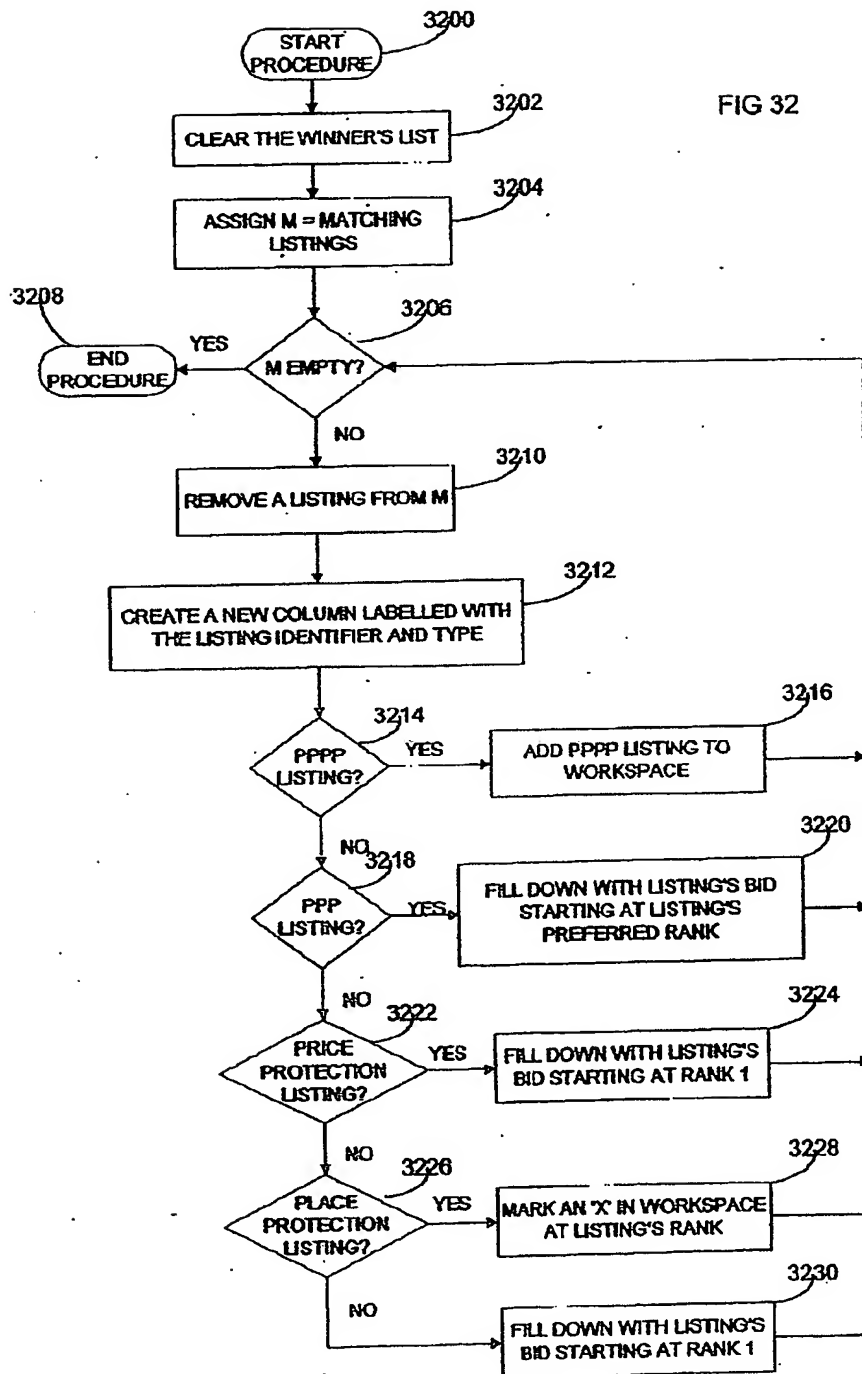 3200
START
PROCEDURE
FIG 32
3202
CLEAR THE WINNER'S LIST
3204
ASSIGN M = MATCHING
LISTINGS
3208
3206
YES
END
PROCEDURE
M EMPTY?
NO
3210
REMOVE A LISTING FROM M
3212
CREATE A NEW COLUMN LABELLED WITH
THE LISTING IDENTIFIER AND TYPE
3214
3216
PPPP
LISTING?
YES
ADD PPPP LISTING TO
WORKSPACE
NO
3218
3220
PPP
LISTING?
YES
FILL DOWN WITH LISTING'S BID
STARTING AT LISTING'S
PREFERRED RANK
NO
3222
3224
PRICE
PROTECTION
LISTING?
YES
FILL DOWN WITH LISTING'S
BID STARTING AT RANK 1
NO
3226
3228
PLACE
PROTECTION
LISTING?
YES
MARK AN 'X' IN WORKSPACE
AT LISTING'S RANK
NO
3230
FILL DOWN WITH LISTING'S
BID STARTING AT RANK 1